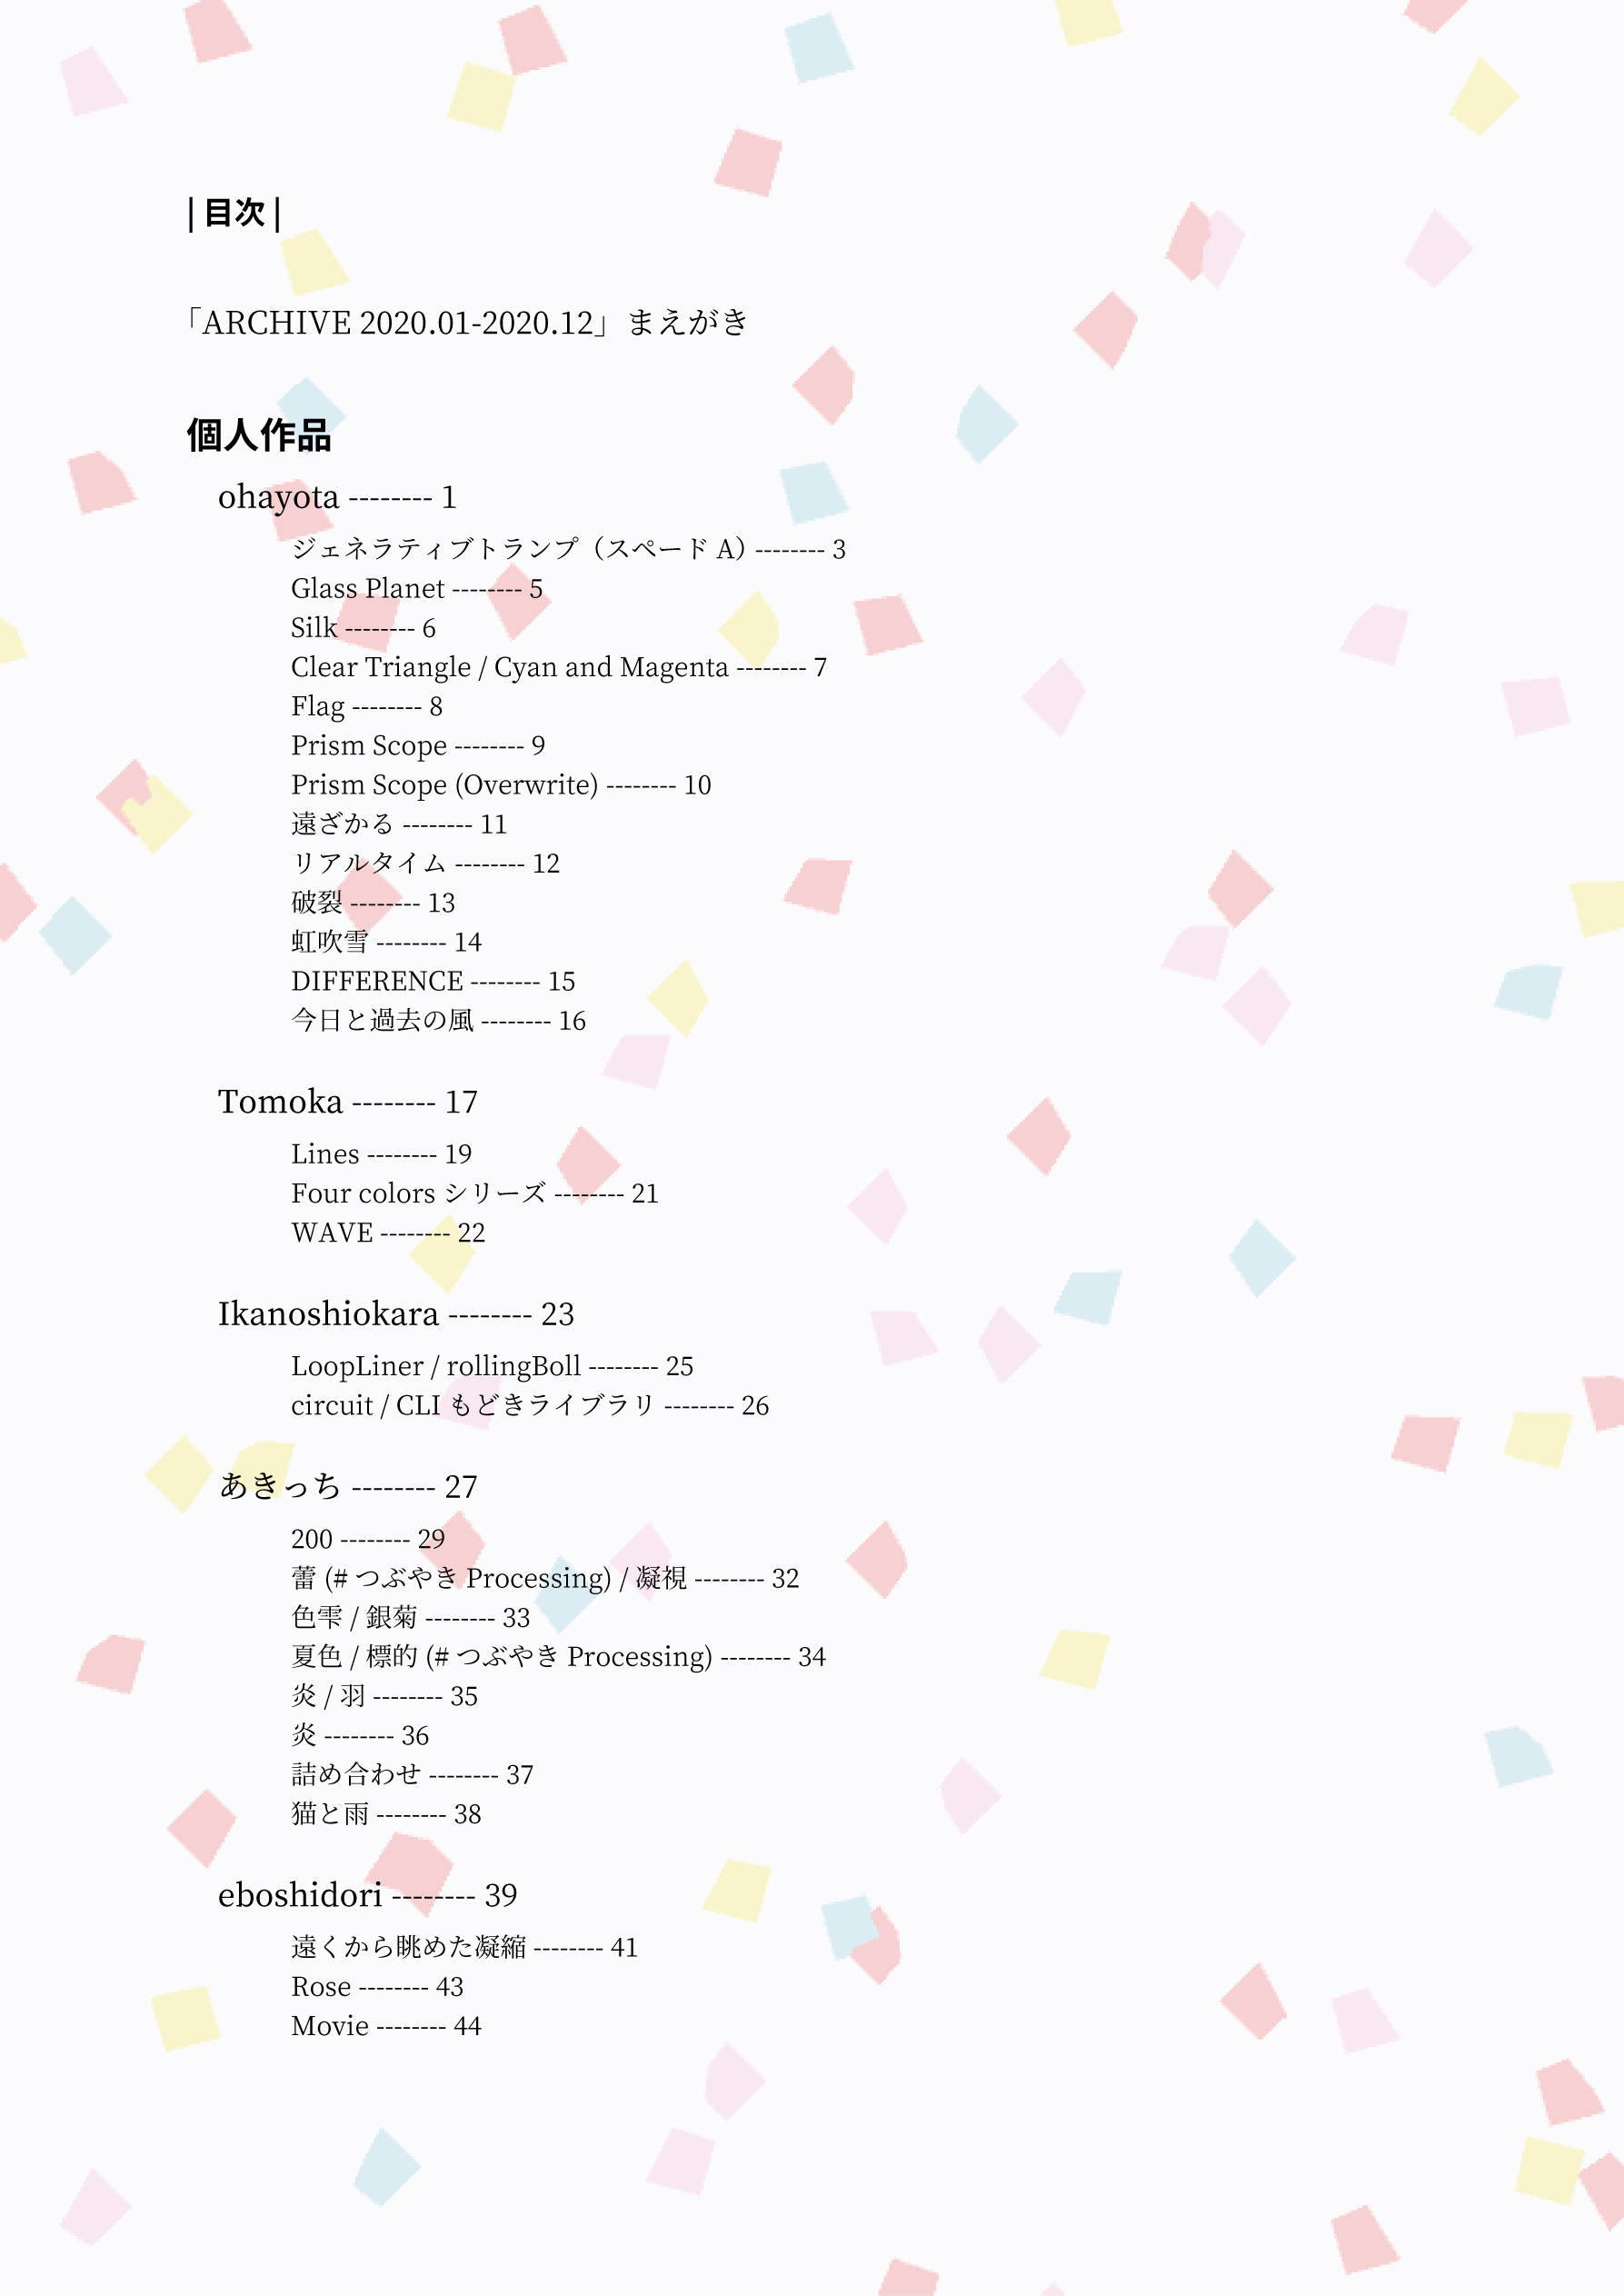 | 目次 |
「ARCHIVE 2020.01-2020.12」まえがき
個人作品
ohayota -------- 1
ジェネラティブトランプ（スペード A）-------- 3
Glass Planet -------- 5
Silk -------- 6
Clear Triangle / Cyan and Magenta -------- 7
Flag -------- 8
Prism Scope -------- 9
Prism Scope (Overwrite) -------- 10
遠ざかる -------- 11
リアルタイム -------- 12
破裂 -------- 13
虹吹雪 -------- 14
DIFFERENCE -------- 15
今日と過去の風 -------- 16
Tomoka -------- 17
Lines -------- 19
Four colors シリーズ -------- 21
WAVE -------- 22
Ikanoshiokara -------- 23
LoopLiner / rollingBoll -------- 25
circuit / CLI もどきライブラリ -------- 26
あきっち -------- 27
200 -------- 29
蕾 (# つぶやき Processing) / 凝視 -------- 32
色雫 / 銀菊 -------- 33
夏色 / 標的 (# つぶやき Processing) -------- 34
炎 / 羽 -------- 35
炎 -------- 36
詰め合わせ -------- 37
猫と雨 -------- 38
eboshidori -------- 39
遠くから眺めた凝縮 -------- 41
Rose -------- 43
Movie -------- 44